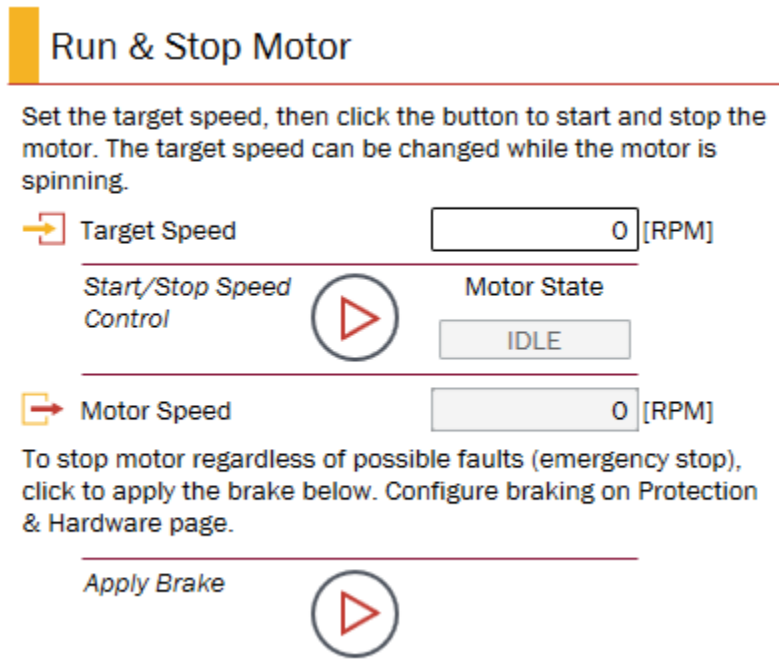 Run & Stop Motor
Set the target speed, then click the button to start and stop the
motor. The target speed can be changed while the motor is
spinning.
Target Speed 0 [RPM]
Start/Stop Speed Motor State
Control
IDLE
Motor Speed 0 [RPM]
To stop motor regardless of possible faults (emergency stop),
click to apply the brake below. Configure braking on Protection
& Hardware page.
Apply Brake